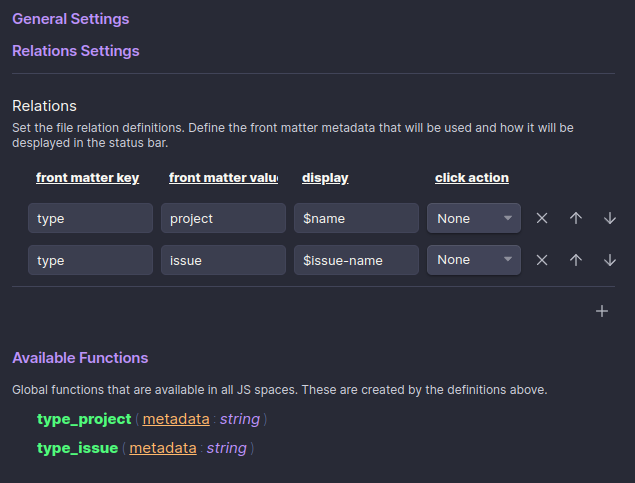 General Settings
Relations Settings
Relations
Set the file relation definitions. Define the front matter metadata that will be used and how it will be
desplayed in the status bar.
front matter key front matter valu display click action
type project $name None
type issue $issue-name None
Available Functions
Global functions that are available in all JS spaces. These are created by the definitions above.
type_project ( metadata : string )
type_issue ( metadata : string )